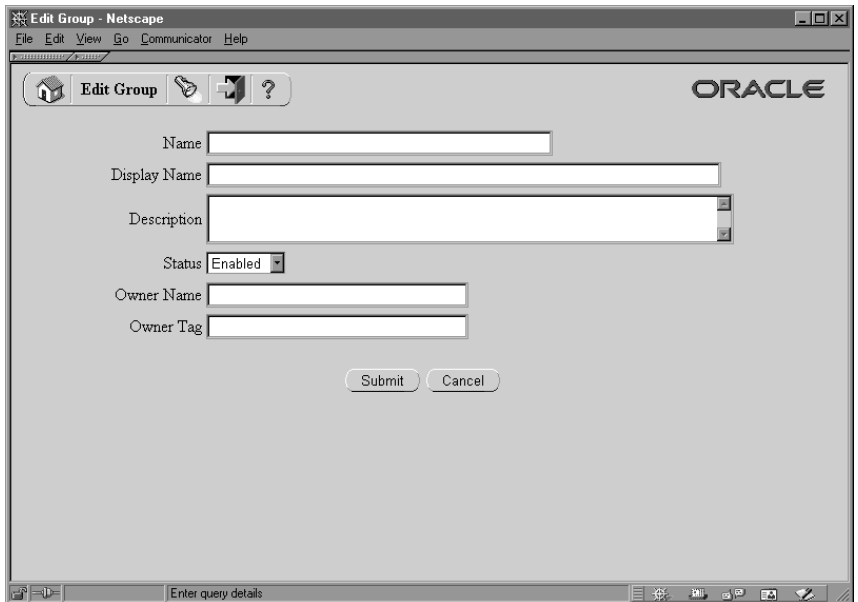 Edit Group - Netscape
File Edit View Go Communicator Help
Edit Group ?
ORACLE
Name
Display Name
Description
Status Enabled
Owner Name
Owner Tag
Submit Cancel
Enter query details